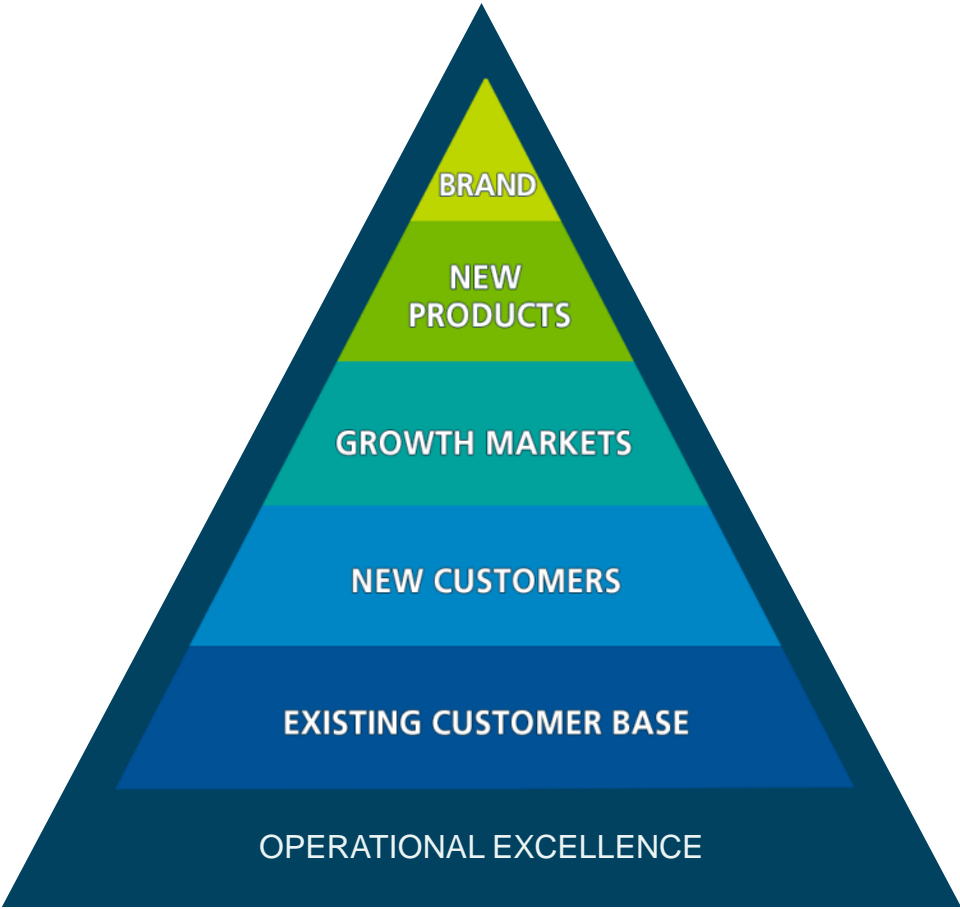 BRAND
NEW
PRODUCTS
GROWTH MARKETS
NEW CUSTOMERS
EXISTING CUSTOMER BASE
OPERATIONAL EXCELLENCE